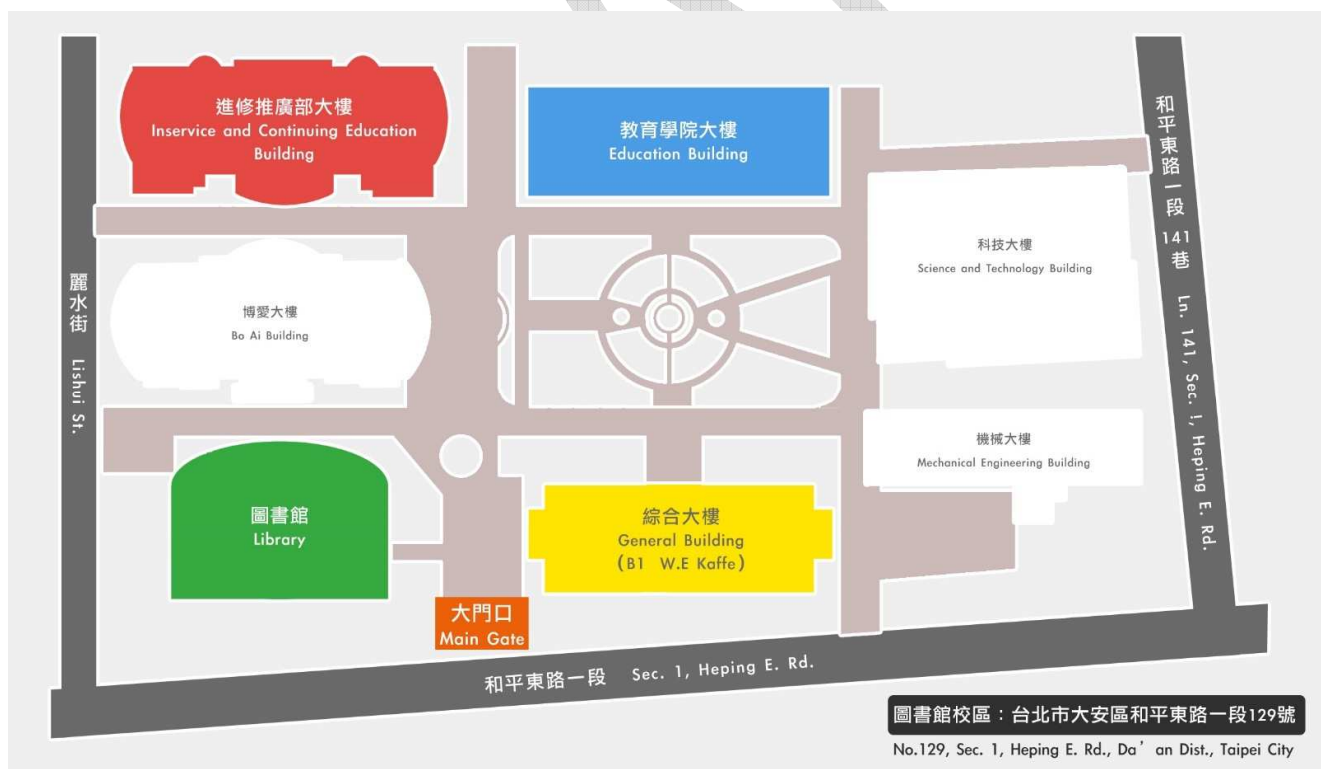 進修推廣部大樓
Inservice and Continuing Education
Building
教育學院大樓
Education Building
和平東路一段 141巷 Ln. 141, Sec. !, Heping E. Rd.
科技大樓
Science and Technology Building
麗水街 Lishui St.
博愛大樓
Bo Ai Building
機械大樓
Mechanical Engineering Building
圖書館
Library
綜合大樓
General Building
(B1 W.E Kaffe)
大門口
Main Gate
和平東路一段 Sec. 1, Heping E. Rd.
圖書館校區：台北市大安區和平東路一段129號
No.129, Sec. 1, Heping E. Rd., Da’an Dist., Taipei City